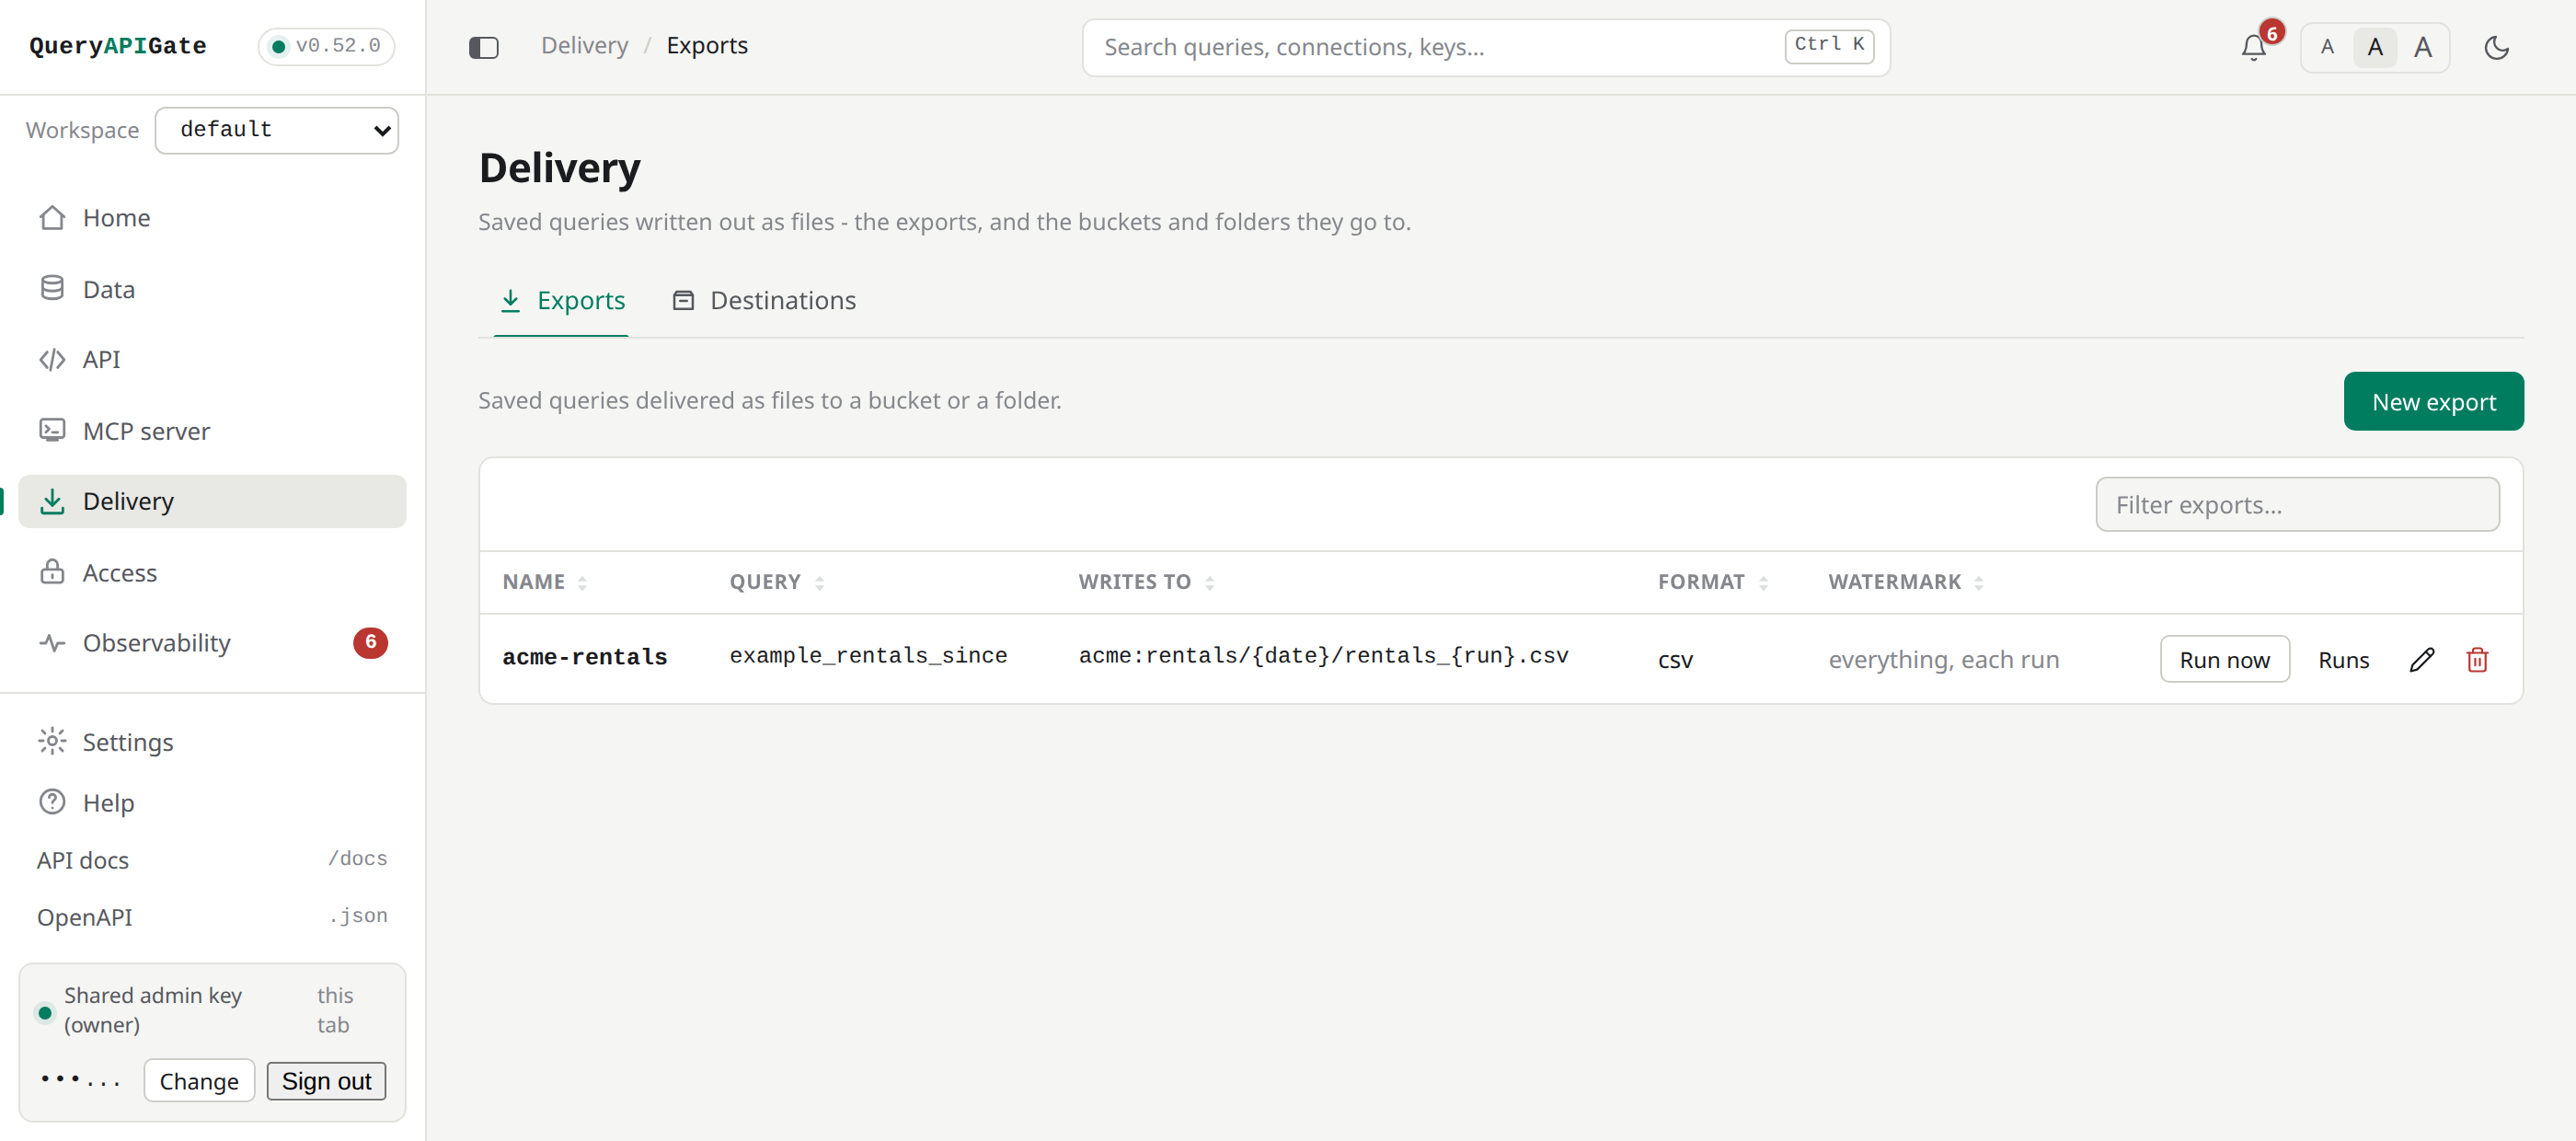 QueryAPIGate
v0.52.0
Delivery / Exports
Search queries, connections, keys...
Ctrl K
6
A A A
Workspace
default
Home
Data
API
MCP server
Delivery
Access
Observability
6
Settings
Help
API docs
/docs
OpenAPI
.json
Shared admin key (owner)
this tab
•••...
Change
Sign out
Delivery
Saved queries written out as files - the exports, and the buckets and folders they go to.
Exports
Destinations
Saved queries delivered as files to a bucket or a folder.
New export
Filter exports...
NAME QUERY WRITES TO FORMAT WATERMARK
acme-rentals example_rentals_since acme:rentals/{date}/rentals_{run}.csv csv everything, each run Run now Runs